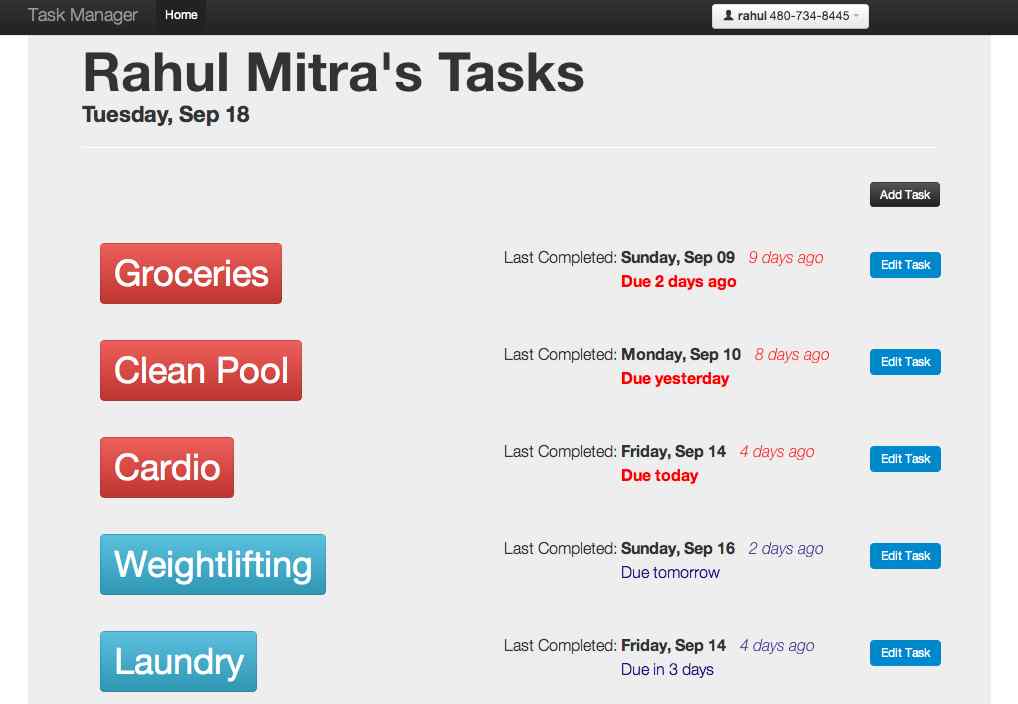 Task Manager Home rahul 480-734-8445
Rahul Mitra's Tasks
Tuesday, Sep 18
Add Task
Groceries Last Completed: Sunday, Sep 09 9 days ago Edit Task
Due 2 days ago
Clean Pool Last Completed: Monday, Sep 10 8 days ago Edit Task
Due yesterday
Cardio Last Completed: Friday, Sep 14 4 days ago Edit Task
Due today
Weightlifting Last Completed: Sunday, Sep 16 2 days ago Edit Task
Due tomorrow
Laundry Last Completed: Friday, Sep 14 4 days ago Edit Task
Due in 3 days